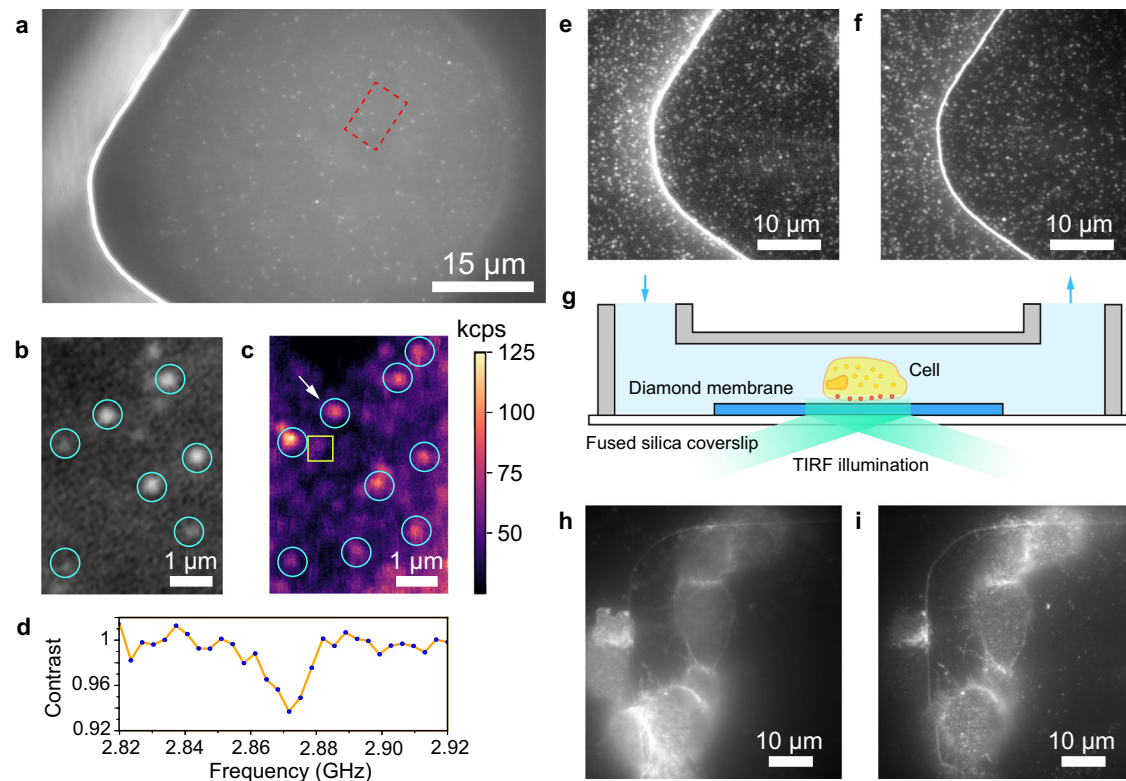 a
15 µm
e
10 µm
f
10 µm
b
1 µm
c
1 µm
kcps
125
100
75
50
g
Cell
Diamond membrane
Fused silica coverslip
TIRF illumination
d
Contrast
1
0.96
0.92
2.82
2.84
2.86
2.88
2.90
2.92
Frequency (GHz)
h
10 µm
i
10 µm